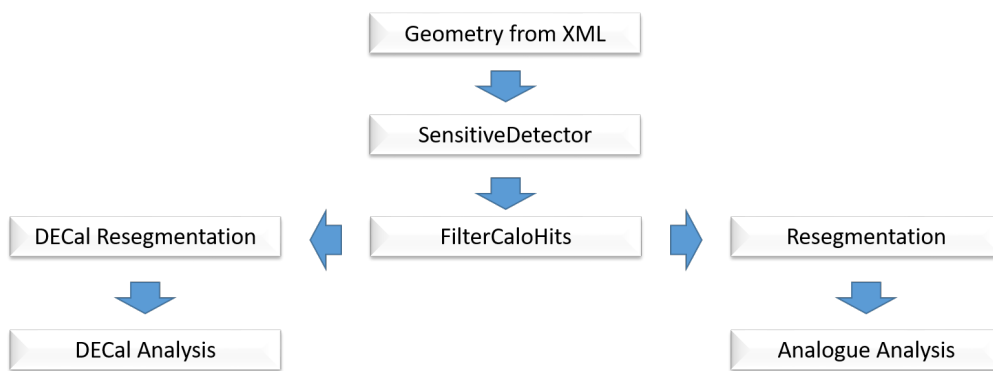 Geometry from XML
SensitiveDetector
DECal Resegmentation
FilterCaloHits
Resegmentation
DECal Analysis
Analogue Analysis